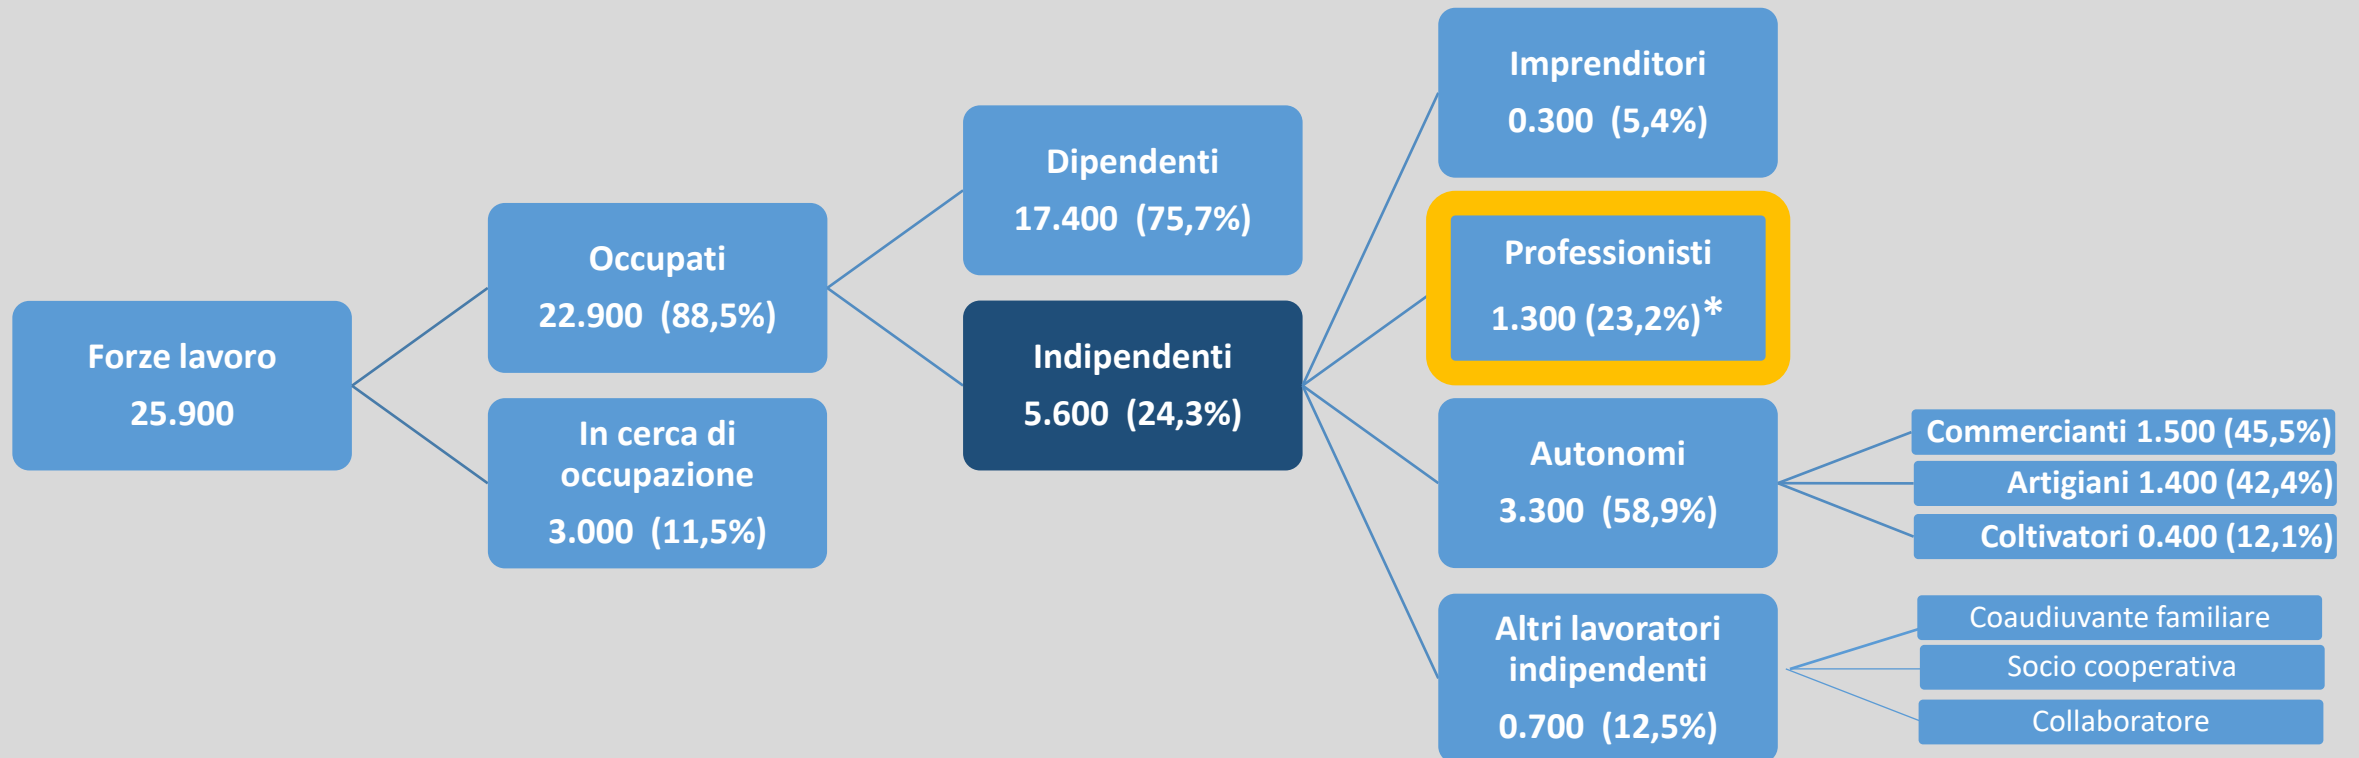 Forze lavoro
25.900
Occupati
22.900 (88,5%)
In cerca di
occupazione
3.000 (11,5%)
Dipendenti
17.400 (75,7%)
Indipendenti
5.600 (24,3%)
Imprenditori
0.300 (5,4%)
Professionisti
1.300 (23,2%)*
Autonomi
3.300 (58,9%)
Altri lavoratori
indipendenti
0.700 (12,5%)
Commercianti 1.500 (45,5%)
Artigiani 1.400 (42,4%)
Coltivatori 0.400 (12,1%)
Coaudiuvante familiare
Socio cooperativa
Collaboratore